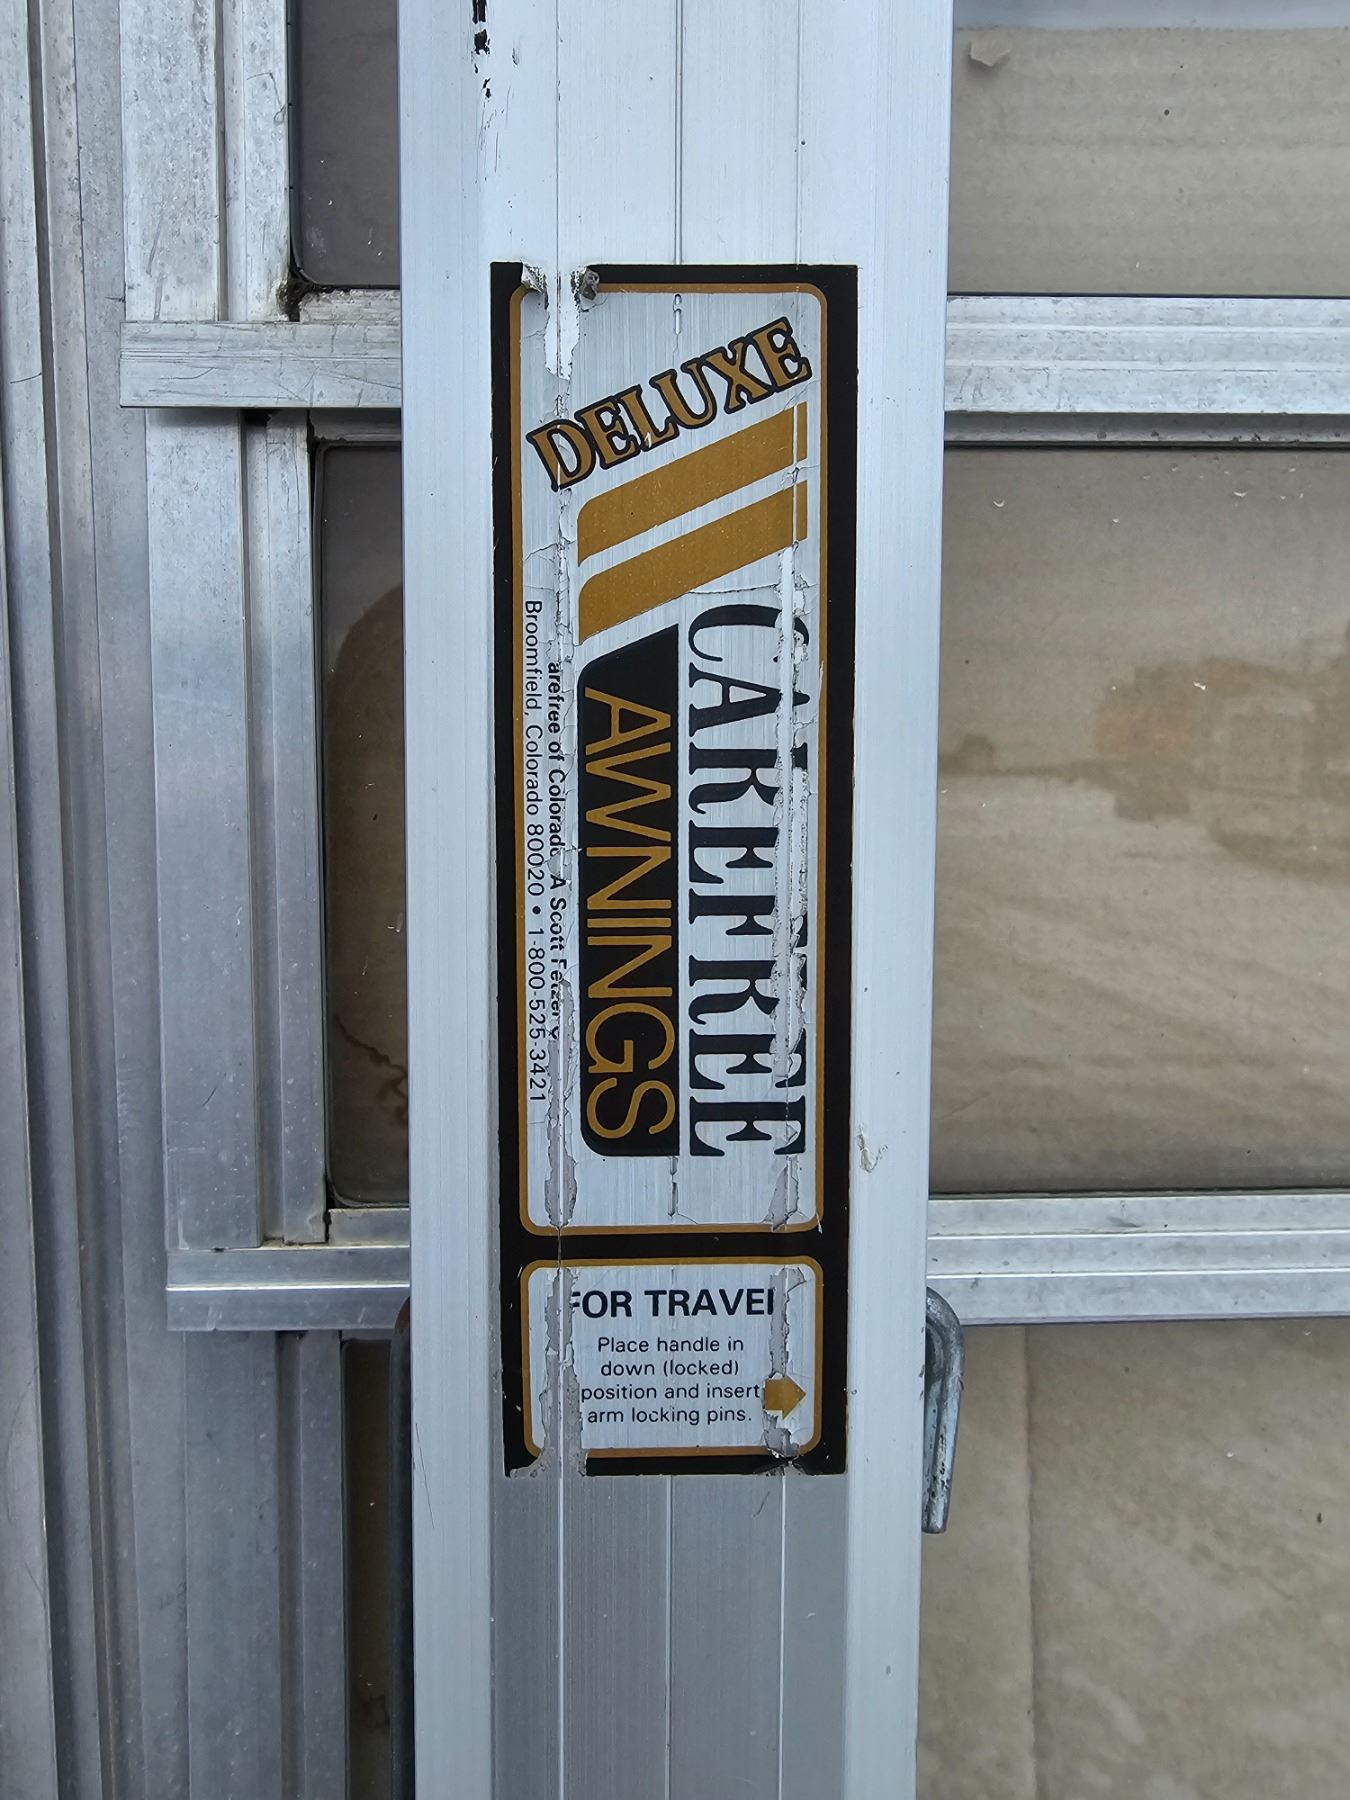 DELUXE
CAREFREE
AWNINGS
arefree of Colorado A Scott Fetzer C
Broomfield, Colorado 80020 • 1-800-525-3421
FOR TRAVEL
Place handle in
down (locked)
position and insert
arm locking pins.